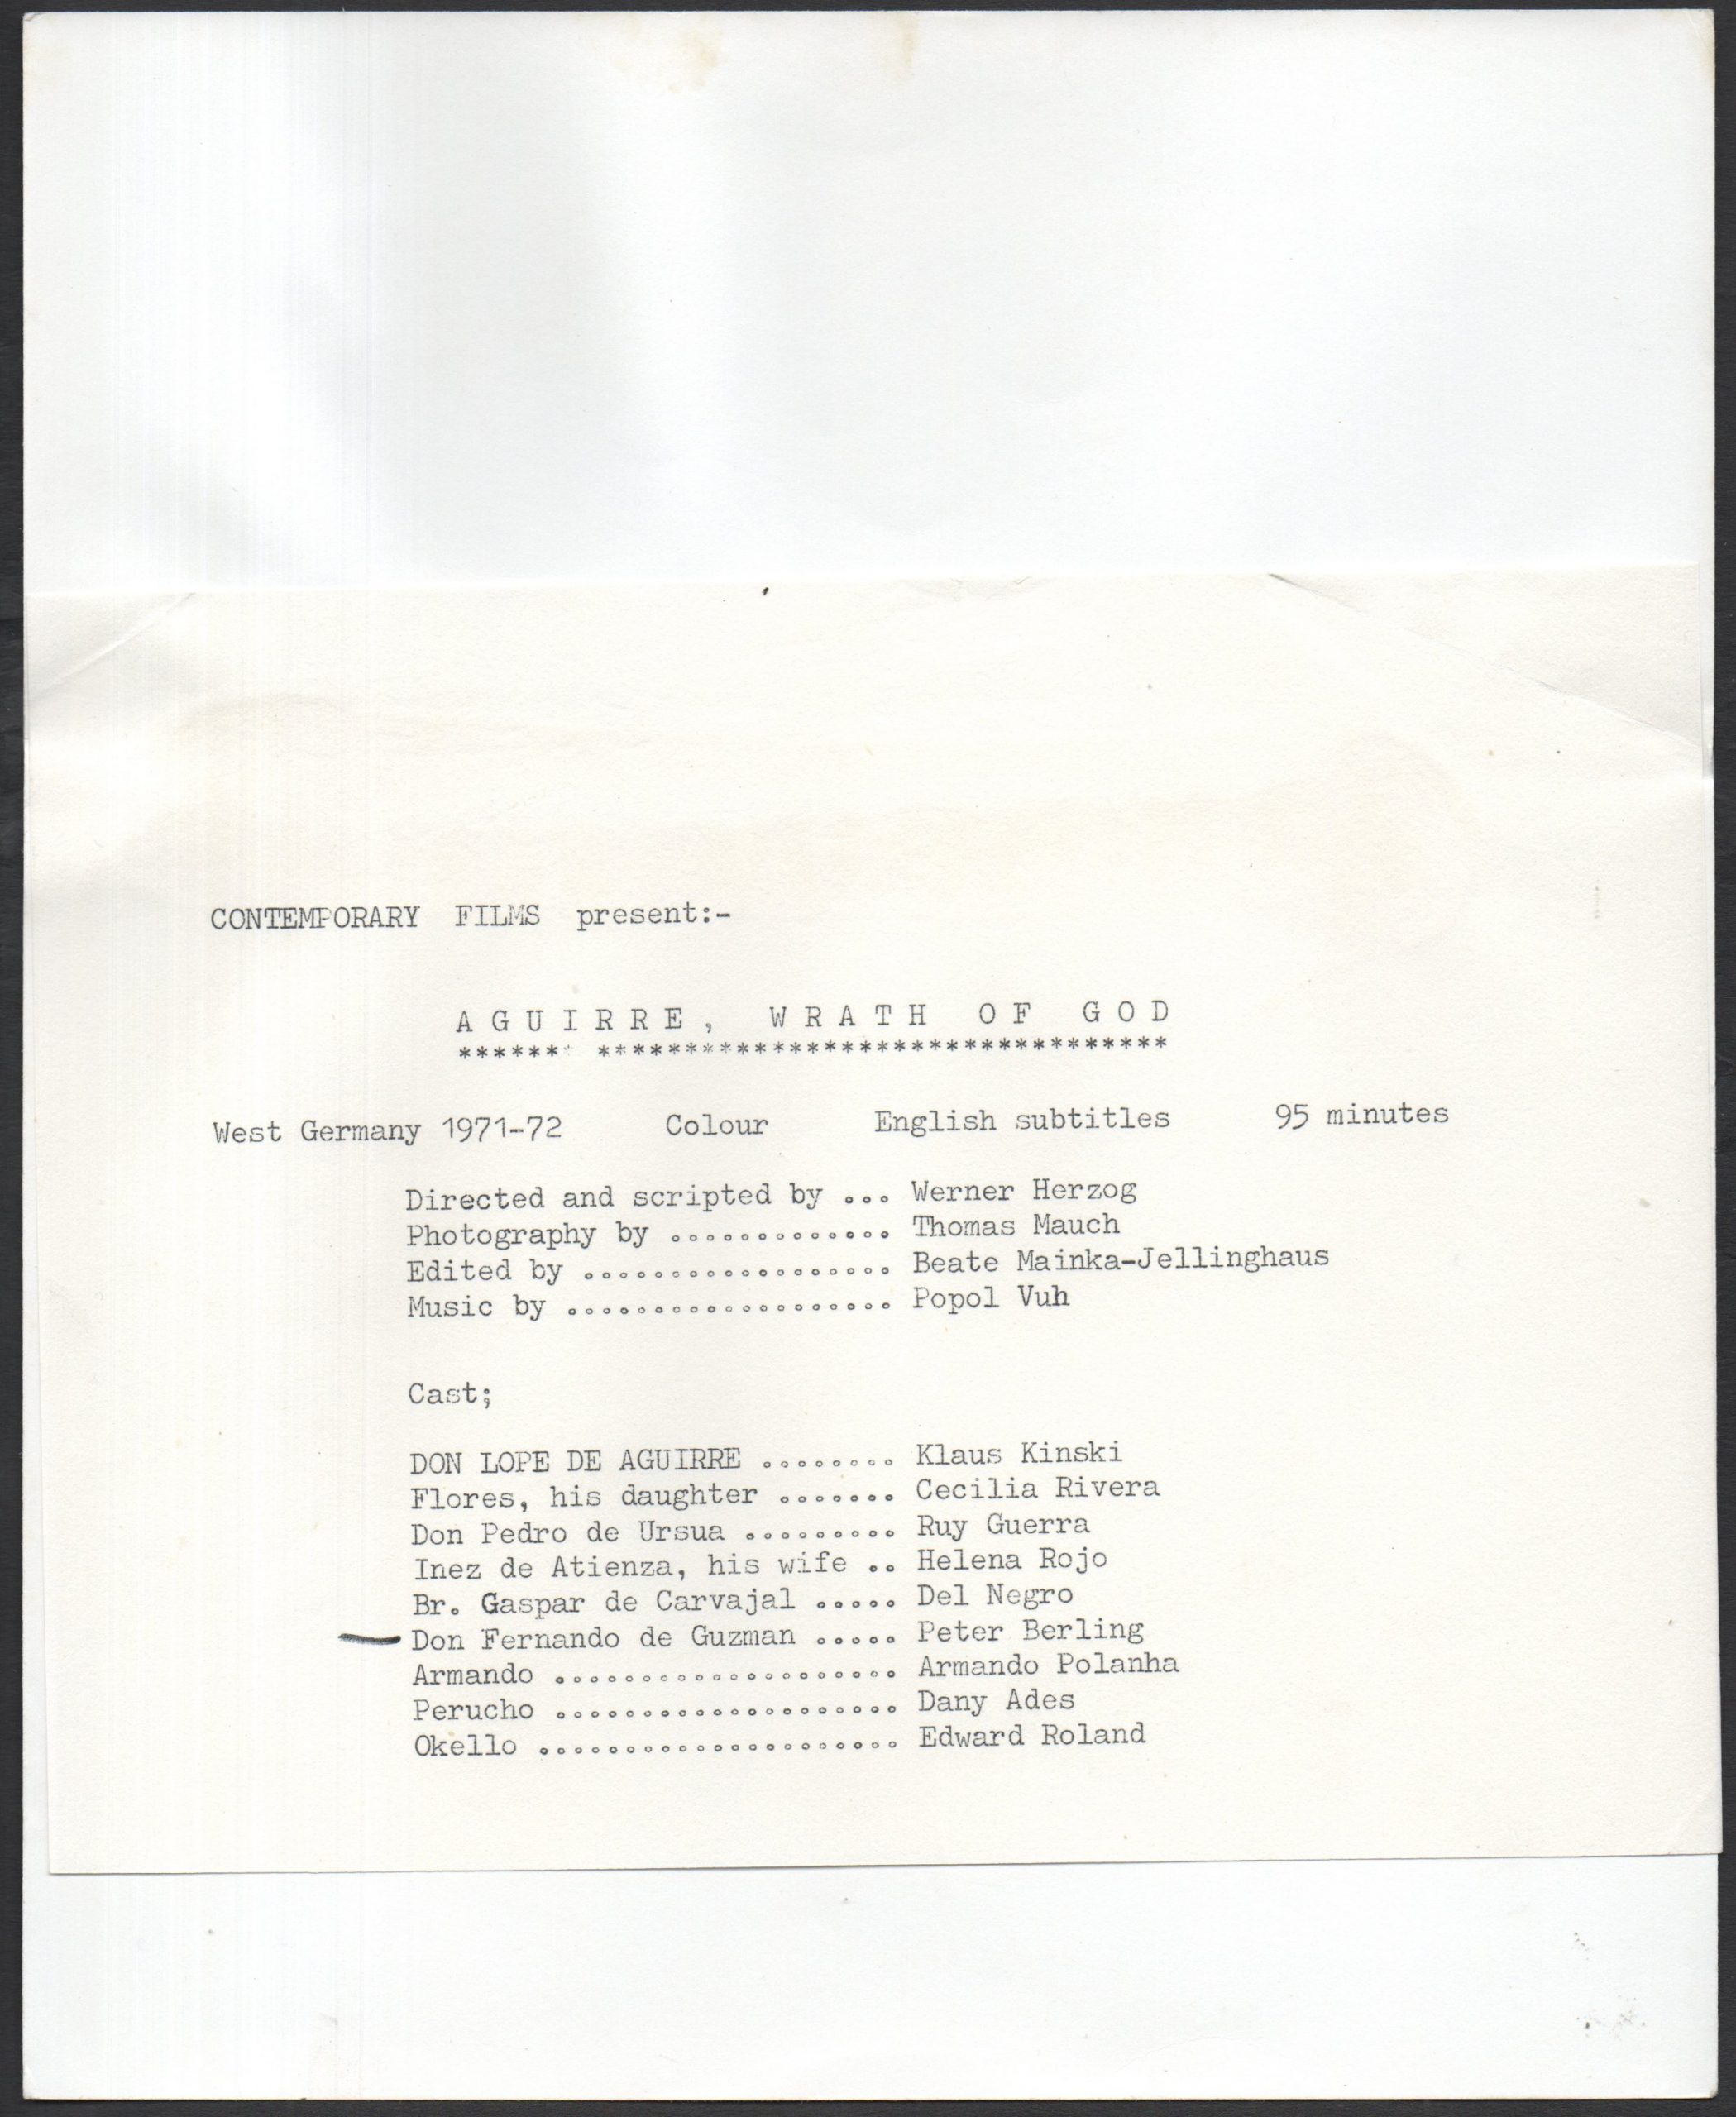 CONTEMPORARY FILMS present:-
AGUIRRE, WRATH OF GOD
****** ********************************
West Germany 1971-72 Colour English subtitles 95 minutes
Directed and scripted by ... Werner Herzog
Photography by ............. Thomas Mauch
Edited by .................. Beate Mainka-Jellinghaus
Music by ................... Popol Vuh
Cast;
DON LOPE DE AGUIRRE ........ Klaus Kinski
Flores, his daughter ....... Cecilia Rivera
Don Pedro de Ursua ......... Ruy Guerra
Inez de Atienza, his wife .. Helena Rojo
Br. Gaspar de Carvajal ..... Del Negro
Don Fernando de Guzman ..... Peter Berling
Armando .................... Armando Polanha
Perucho .................... Dany Ades
Okello ..................... Edward Roland